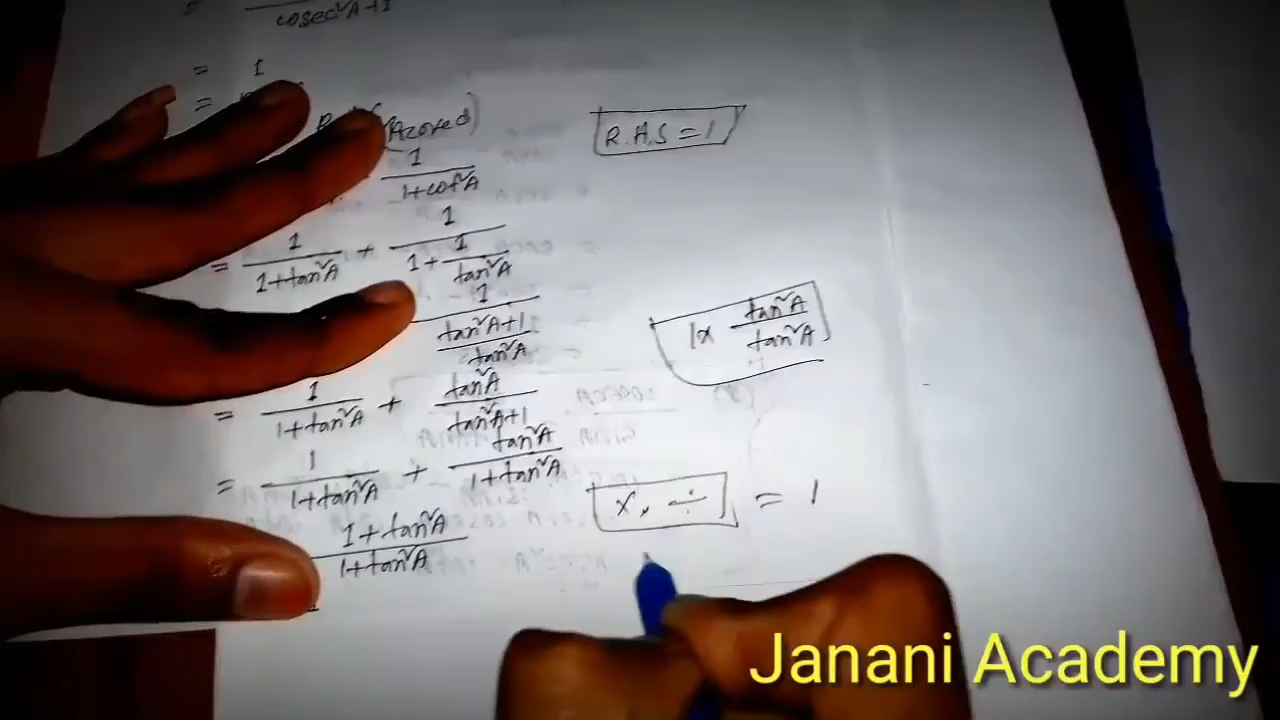 =
cosec²A+1
= 1
=
(Proved)
R.H.S = 1
1/(1+cot²A)
= 1/(1+tan²A) + 1/(1+1/tan²A)
1/((tan²A+1)/tan²A)
1x tan²A/tan²A
= 1/(1+tan²A) + tan²A/(tan²A+1)
= 1/(1+tan²A) + tan²A/(1+tan²A)
x, ÷ = 1
(1+tan²A)/(1+tan²A)
Janani Academy